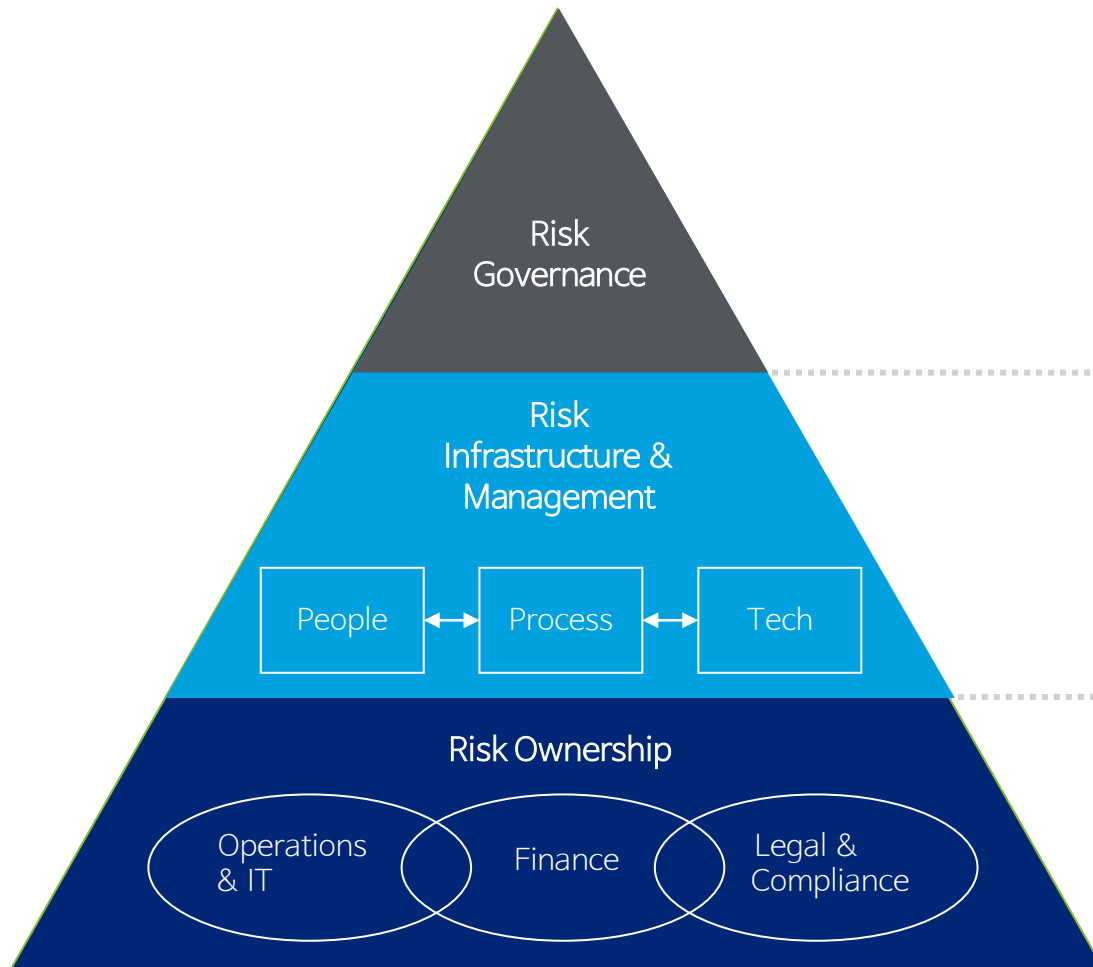 Risk
Governance
Risk
Infrastructure &
Management
People
Process
Tech
Risk Ownership
Operations
& IT
Finance
Legal &
Compliance